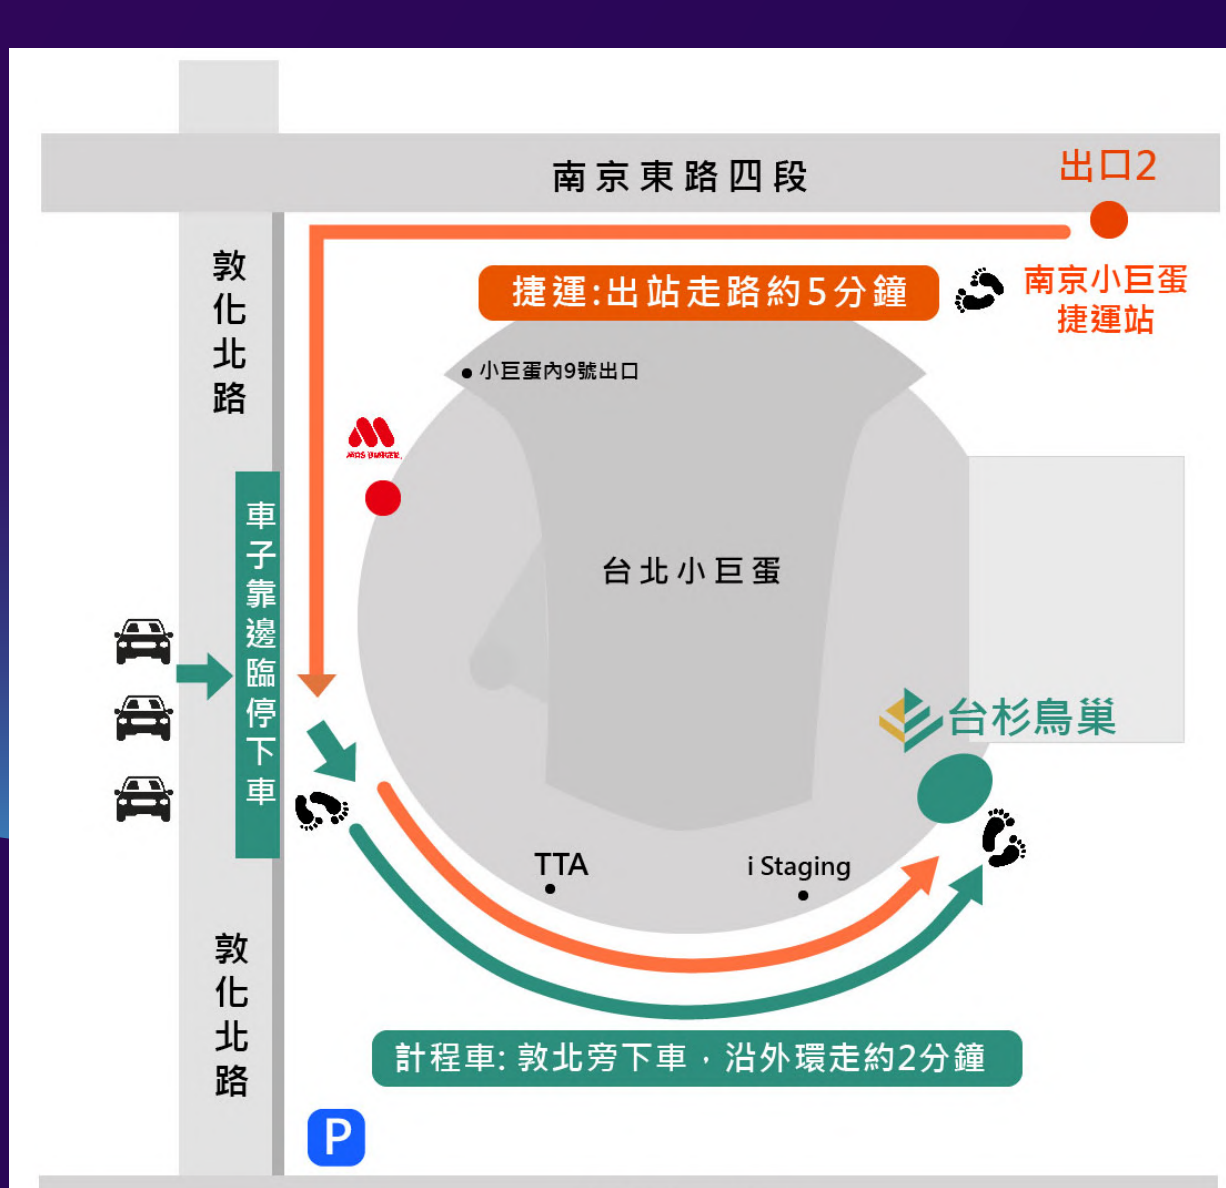 南京東路四段
出口2
敦化北路
捷運:出站走路約5分鐘
南京小巨蛋
捷運站
小巨蛋內9號出口
MOS BURGER
車子靠邊臨停下車
台北小巨蛋
台杉鳥巢
TTA
i Staging
敦化北路
計程車: 敦北旁下車，沿外環走約2分鐘
P